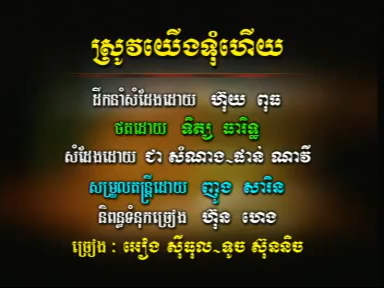 ស្រូវយើងទុំហើយ
ដឹកនាំសំដែងដោយ ហ៊ុយ ពុធ
ថតដោយ ទិត្យ ធារិទ្ធ
សំដែងដោយ ជា សំណាង~ផាន់ ណាវី
សម្រួលតន្ត្រីដោយ ញូង សារិន
និពន្ធទំនុកច្រៀង ហ៊ុន ហេង
ច្រៀង : អៀង ស៊ីធុល~ទូច ស៊ុននិច